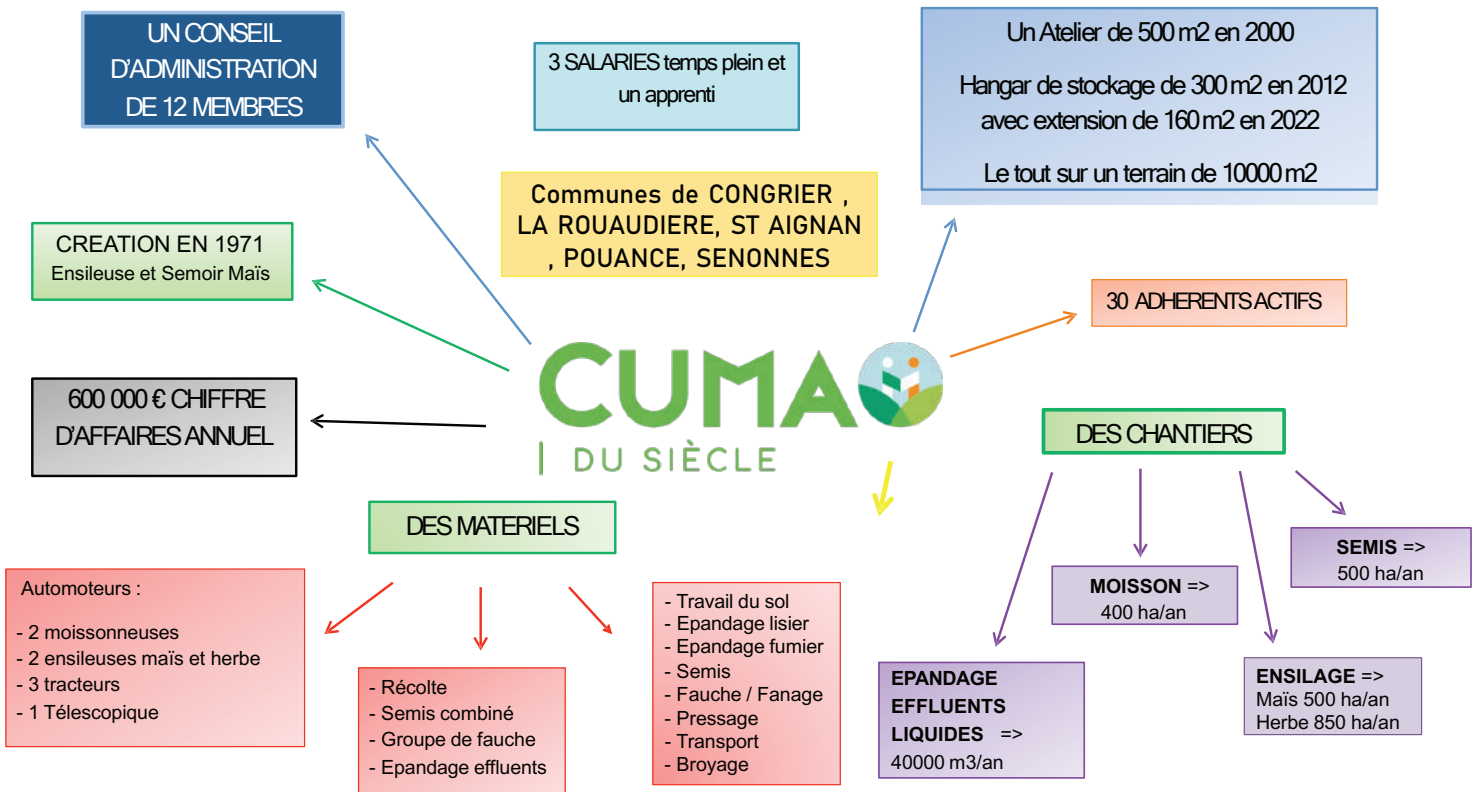 UN CONSEIL
D'ADMINISTRATION
DE 12 MEMBRES
3 SALARIES temps plein et
un apprenti
Un Atelier de 500 m2 en 2000
Hangar de stockage de 300 m2 en 2012
avec extension de 160 m2 en 2022
Le tout sur un terrain de 10000 m2
Communes de CONGRIER ,
LA ROUAUDIERE, ST AIGNAN
, POUANCE, SENONNES
CREATION EN 1971
Ensileuse et Semoir Maïs
30 ADHERENTS ACTIFS
600 000 € CHIFFRE
D'AFFAIRES ANNUEL
CUMA
DU SIÈCLE
DES MATERIELS
Automoteurs :
- 2 moissonneuses
- 2 ensileuses maïs et herbe
- 3 tracteurs
- 1 Télescopique
- Récolte
- Semis combiné
- Groupe de fauche
- Epandage effluents
- Travail du sol
- Epandage lisier
- Epandage fumier
- Semis
- Fauche / Fanage
- Pressage
- Transport
- Broyage
DES CHANTIERS
EPANDAGE
EFFLUENTS
LIQUIDES =>
40000 m3/an
MOISSON =>
400 ha/an
ENSILAGE =>
Maïs 500 ha/an
Herbe 850 ha/an
SEMIS =>
500 ha/an